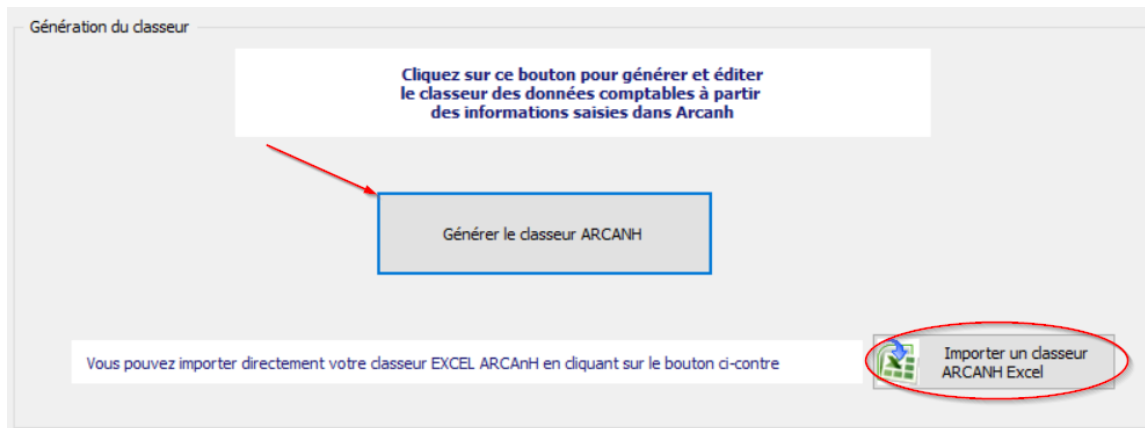 Génération du classeur
Cliquez sur ce bouton pour générer et éditer
le classeur des données comptables à partir
des informations saisies dans Arcanh
Générer le classeur ARCANH
Vous pouvez importer directement votre classeur EXCEL ARCAnH en cliquant sur le bouton ci-contre
Importer un classeur
ARCANH Excel